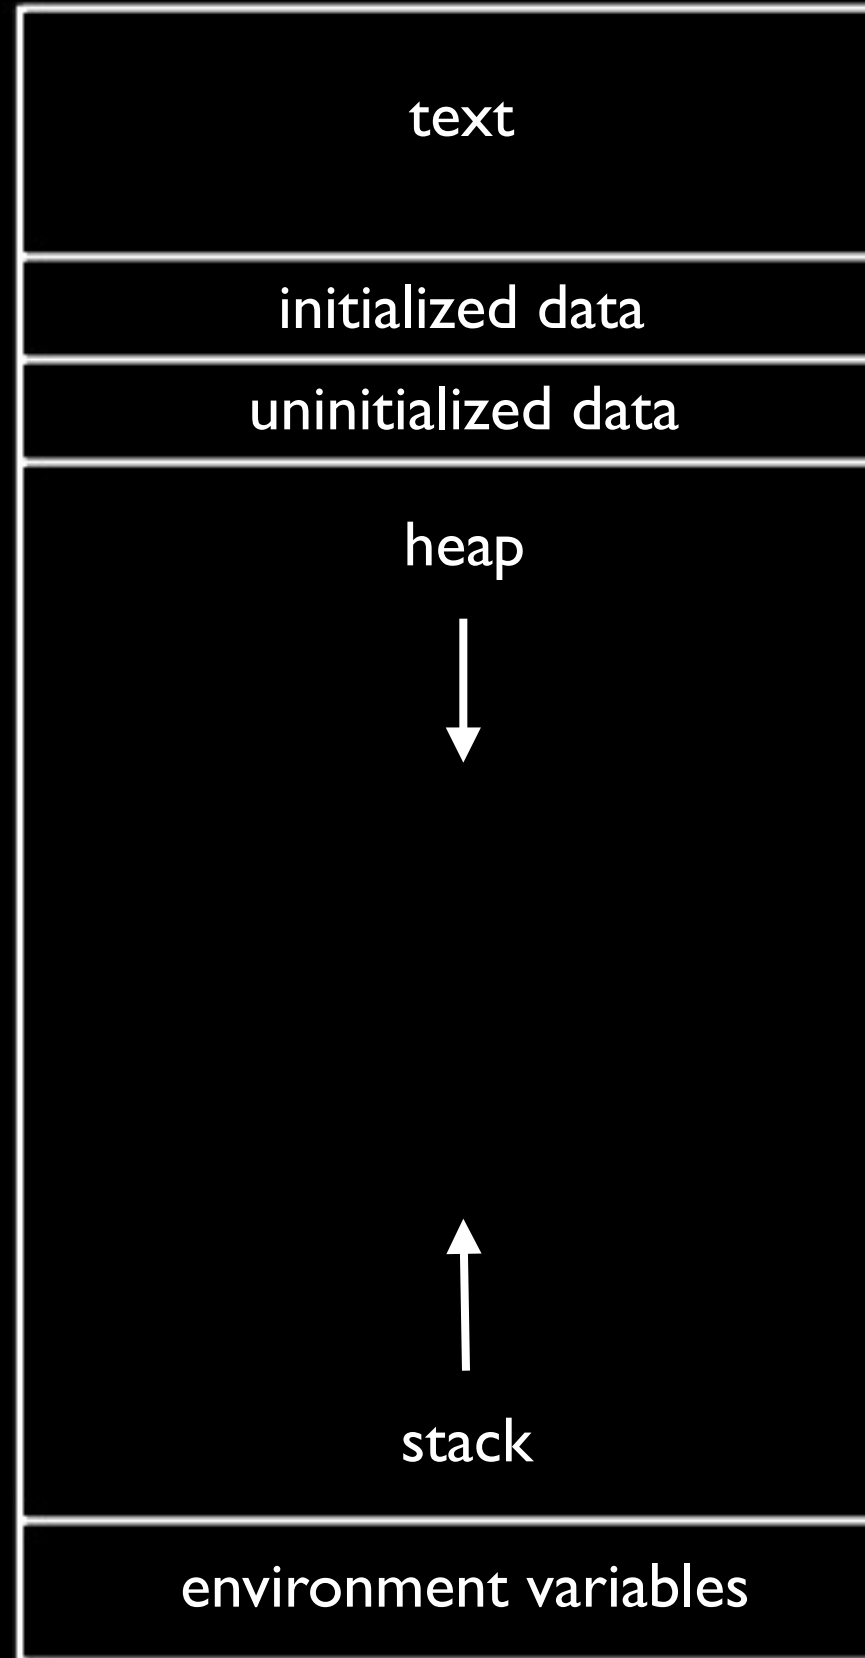 text
initialized data
uninitialized data
heap
stack
environment variables